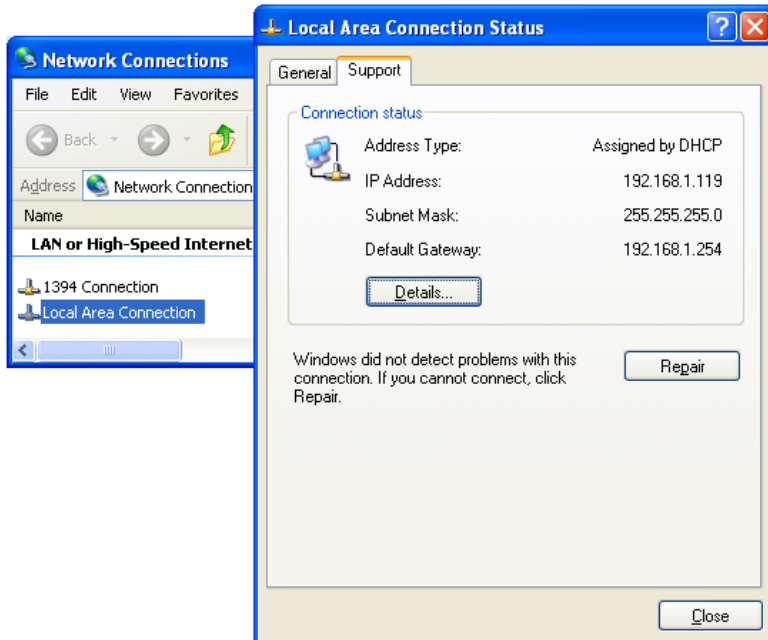 Network Connections
File Edit View Favorites
Back
Address Network Connection
Name
LAN or High-Speed Internet
1394 Connection
Local Area Connection
Local Area Connection Status
General Support
Connection status
Address Type: Assigned by DHCP
IP Address: 192.168.1.119
Subnet Mask: 255.255.255.0
Default Gateway: 192.168.1.254
Details...
Windows did not detect problems with this
connection. If you cannot connect, click
Repair.
Repair
Close